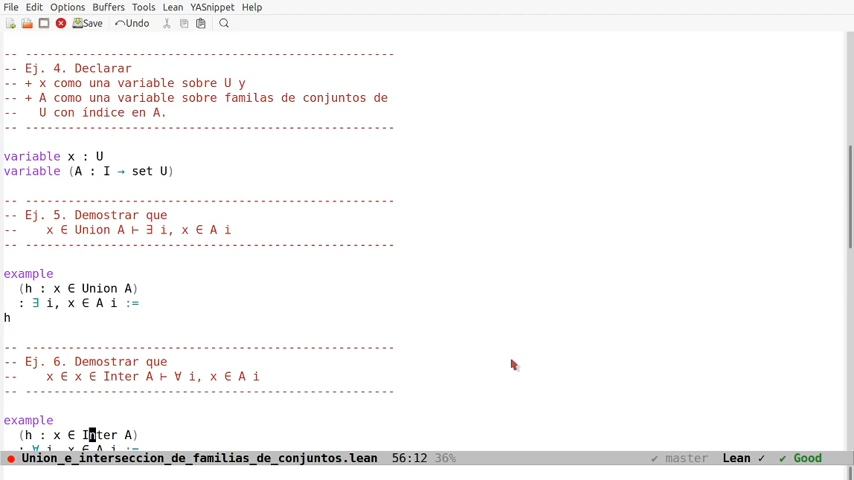 File Edit Options Buffers Tools Lean YASnippet Help
Save Undo
-- -----------------------------------------------------
-- Ej. 4. Declarar
-- + x como una variable sobre U y
-- + A como una variable sobre familas de conjuntos de
--   U con índice en A.
-- -----------------------------------------------------
variable x : U
variable (A : I → set U)
-- -----------------------------------------------------
-- Ej. 5. Demostrar que
--    x ∈ Union A ⊢ ∃ i, x ∈ A i
-- -----------------------------------------------------
example
  (h : x ∈ Union A)
  : ∃ i, x ∈ A i :=
h
-- -----------------------------------------------------
-- Ej. 6. Demostrar que
--    x ∈ x ∈ Inter A ⊢ ∀ i, x ∈ A i
-- -----------------------------------------------------
example
  (h : x ∈ Inter A)
  : ∀ i, x ∈ A i :=
Union_e_interseccion_de_familias_de_conjuntos.lean 56:12 36% ✔ master Lean ✓ ✔ Good